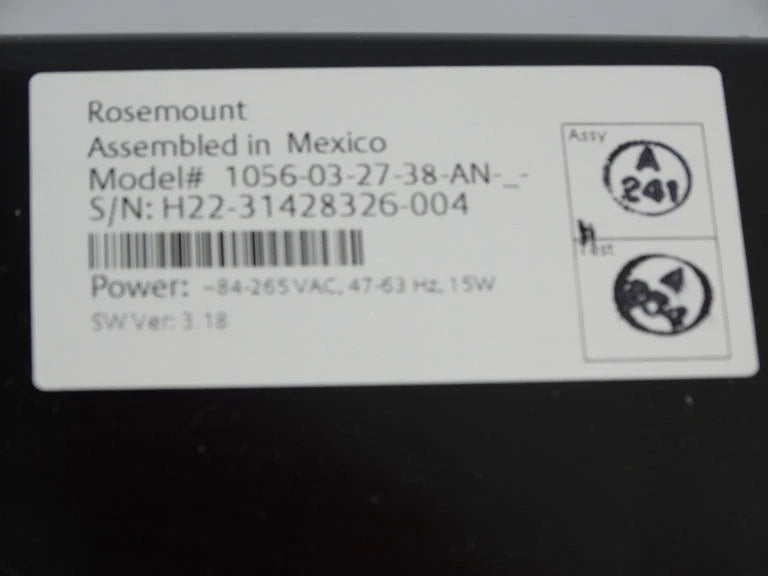 Rosemount
Assembled in Mexico
Model# 1056-03-27-38-AN-_-
S/N: H22-31428326-004
Power: ~84-265 VAC, 47-63 Hz, 15W
SW Ver: 3.18
Assy
A
241
Test